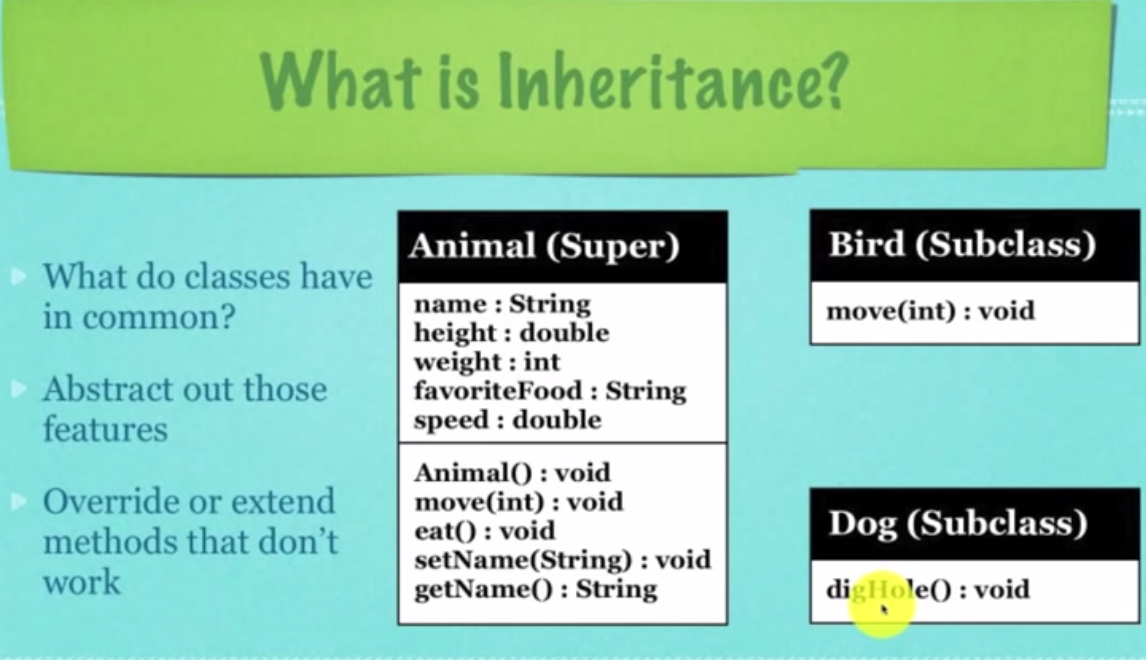 What is Inheritance?
What do classes have
in common?
Abstract out those
features
Override or extend
methods that don't
work
Animal (Super)
name : String
height : double
weight : int
favoriteFood : String
speed : double
Animal() : void
move(int) : void
eat() : void
setName(String) : void
getName() : String
Bird (Subclass)
move(int) : void
Dog (Subclass)
digHole() : void